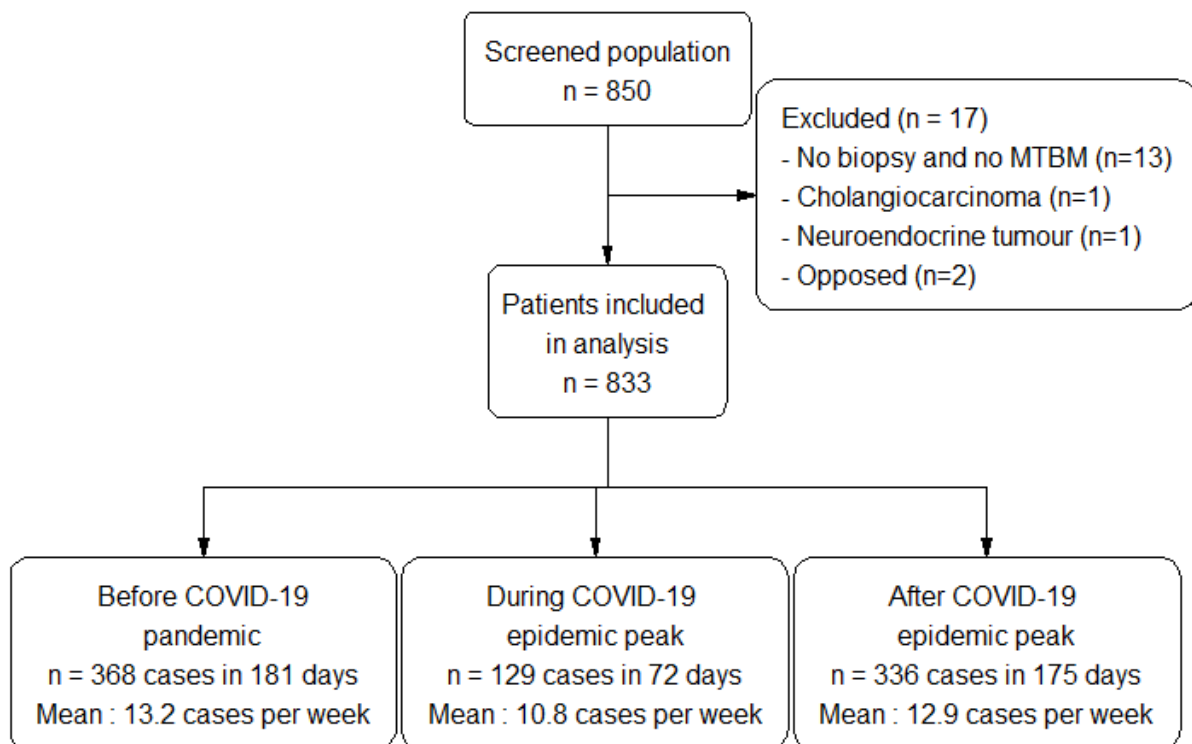 Screened population
n = 850
Excluded (n = 17)
- No biopsy and no MTBM (n=13)
- Cholangiocarcinoma (n=1)
- Neuroendocrine tumour (n=1)
- Opposed (n=2)
Patients included
in analysis
n = 833
Before COVID-19
pandemic
n = 368 cases in 181 days
Mean : 13.2 cases per week
During COVID-19
epidemic peak
n = 129 cases in 72 days
Mean : 10.8 cases per week
After COVID-19
epidemic peak
n = 336 cases in 175 days
Mean : 12.9 cases per week